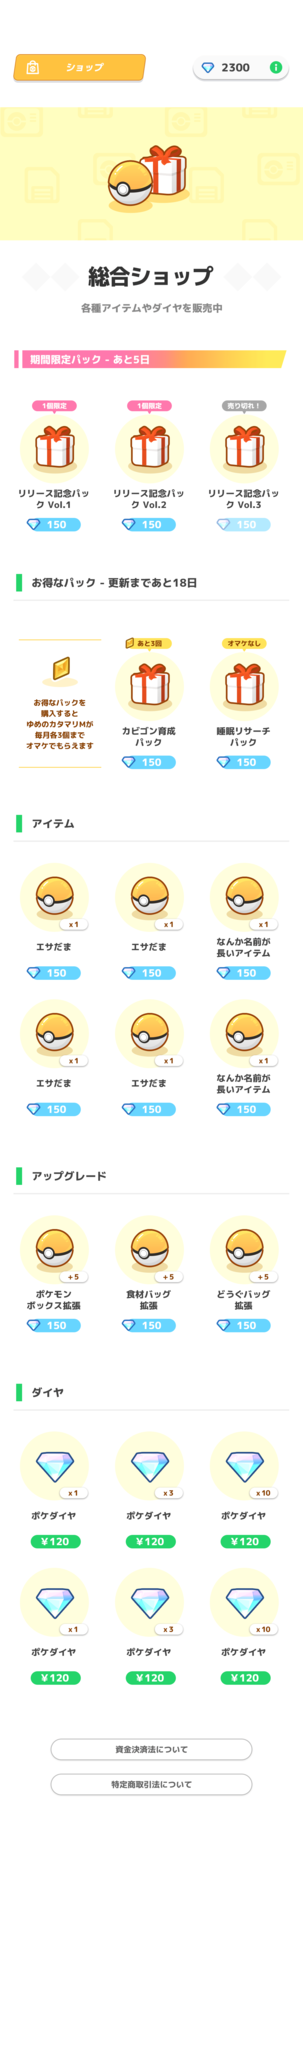 ショップ
2300
総合ショップ
各種アイテムやダイヤを販売中
期間限定パック - あと5日
1個限定
1個限定
売り切れ！
リリース記念パッ
ク Vol.1
リリース記念パッ
ク Vol.2
リリース記念パッ
ク Vol.3
150
150
150
お得なパック - 更新まであと18日
お得なパックを
購入すると
ゆめのカタマリMが
毎月各3個まで
オマケでもらえます
あと3回
オマケなし
カビゴン育成
パック
睡眠リサーチ
パック
150
150
アイテム
x1
x1
x1
エサだま
エサだま
なんか名前が
長いアイテム
150
150
150
x1
x1
x1
エサだま
エサだま
なんか名前が
長いアイテム
150
150
150
アップグレード
+5
+5
+5
ポケモン
ボックス拡張
食材バッグ
拡張
どうぐバッグ
拡張
150
150
150
ダイヤ
x1
x3
x10
ポケダイヤ
ポケダイヤ
ポケダイヤ
¥120
¥120
¥120
x1
x3
x10
ポケダイヤ
ポケダイヤ
ポケダイヤ
¥120
¥120
¥120
資金決済法について
特定商取引法について